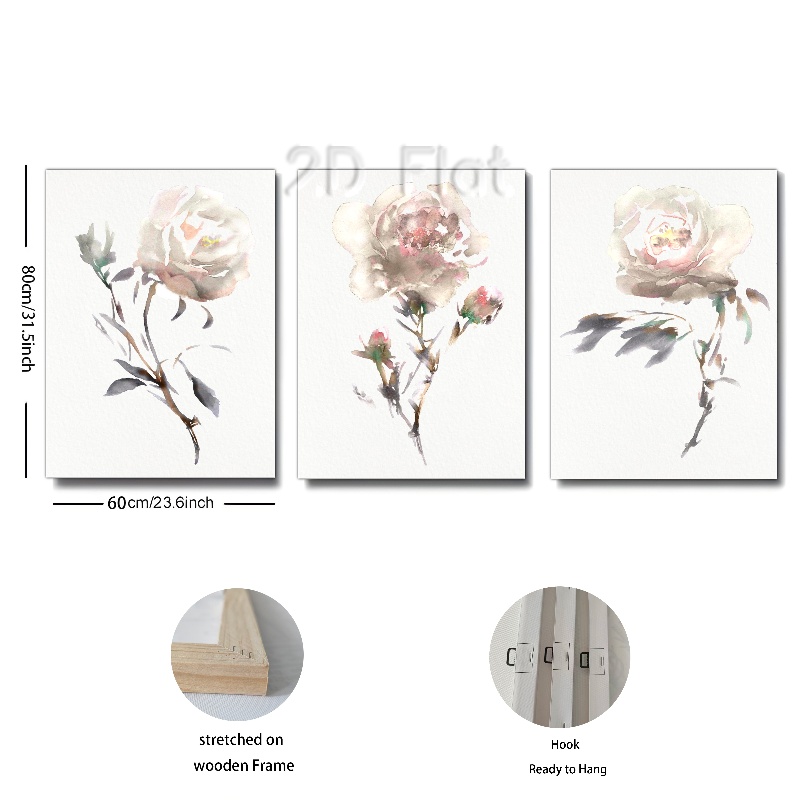 2D Flat
80cm/31.5inch
60cm/23.6inch
stretched on
wooden Frame
Hook
Ready to Hang